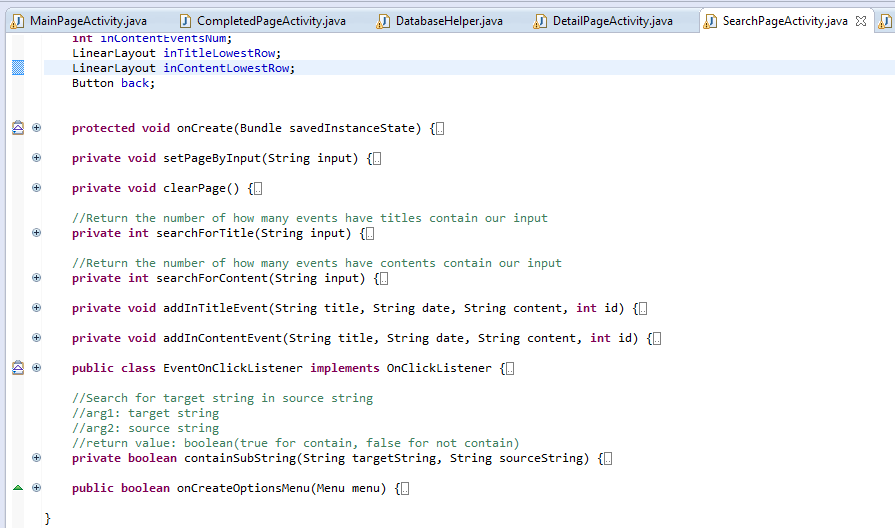 MainPageActivity.java CompletedPageActivity.java DatabaseHelper.java DetailPageActivity.java SearchPageActivity.java
int inContentEventsNum;
LinearLayout inTitleLowestRow;
LinearLayout inContentLowestRow;
Button back;
protected void onCreate(Bundle savedInstanceState) {
private void setPageByInput(String input) {
private void clearPage() {
//Return the number of how many events have titles contain our input
private int searchForTitle(String input) {
//Return the number of how many events have contents contain our input
private int searchForContent(String input) {
private void addInTitleEvent(String title, String date, String content, int id) {
private void addInContentEvent(String title, String date, String content, int id) {
public class EventOnClickListener implements OnClickListener {
//Search for target string in source string
//arg1: target string
//arg2: source string
//return value: boolean(true for contain, false for not contain)
private boolean containSubString(String targetString, String sourceString) {
public boolean onCreateOptionsMenu(Menu menu) {
}